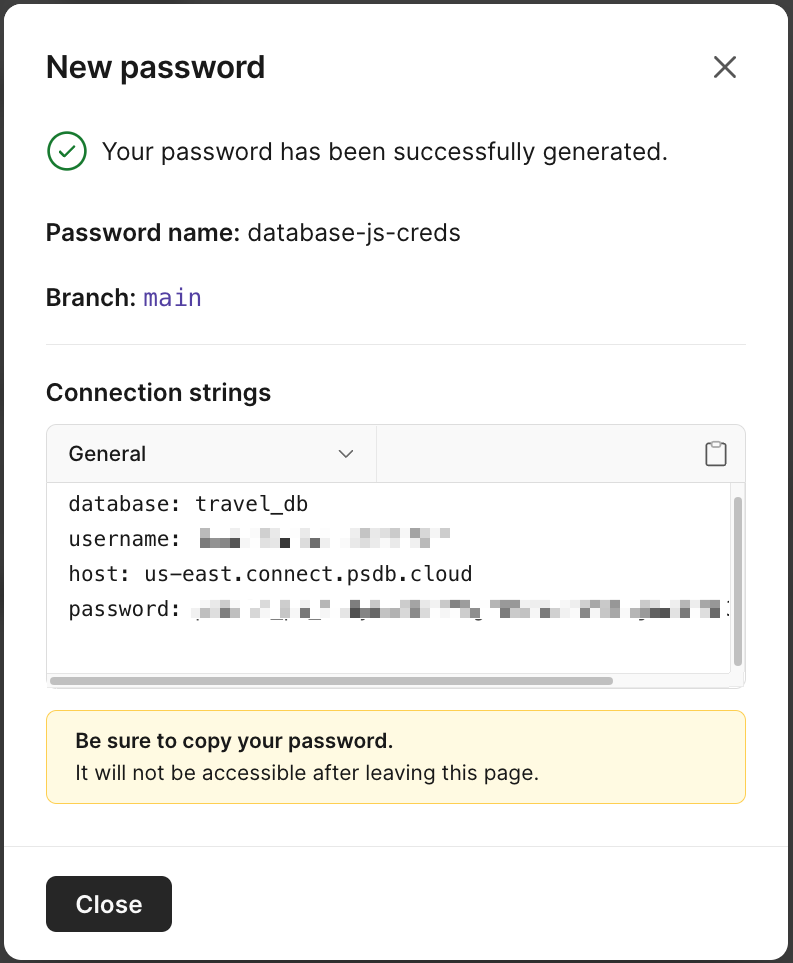 New password
Your password has been successfully generated.
Password name: database-js-creds
Branch: main
Connection strings
General
database: travel_db
username:
host: us-east.connect.psdb.cloud
password:
Be sure to copy your password.
It will not be accessible after leaving this page.
Close